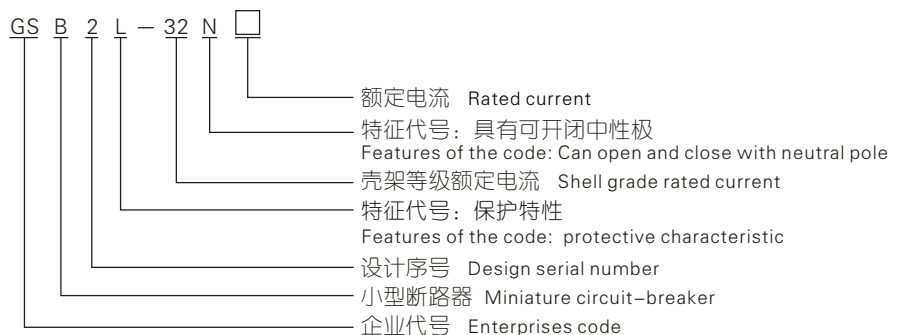 GS B 2 L - 32 N □
额定电流 Rated current
特征代号：具有可开闭中性极
Features of the code: Can open and close with neutral pole
壳架等级额定电流 Shell grade rated current
特征代号：保护特性
Features of the code: protective characteristic
设计序号 Design serial number
小型断路器 Miniature circuit-breaker
企业代号 Enterprises code